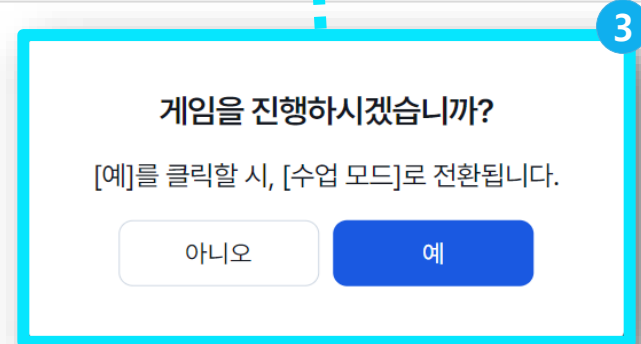 3
게임을 진행하시겠습니까?
[예]를 클릭할 시, [수업 모드]로 전환됩니다.
아니오
예